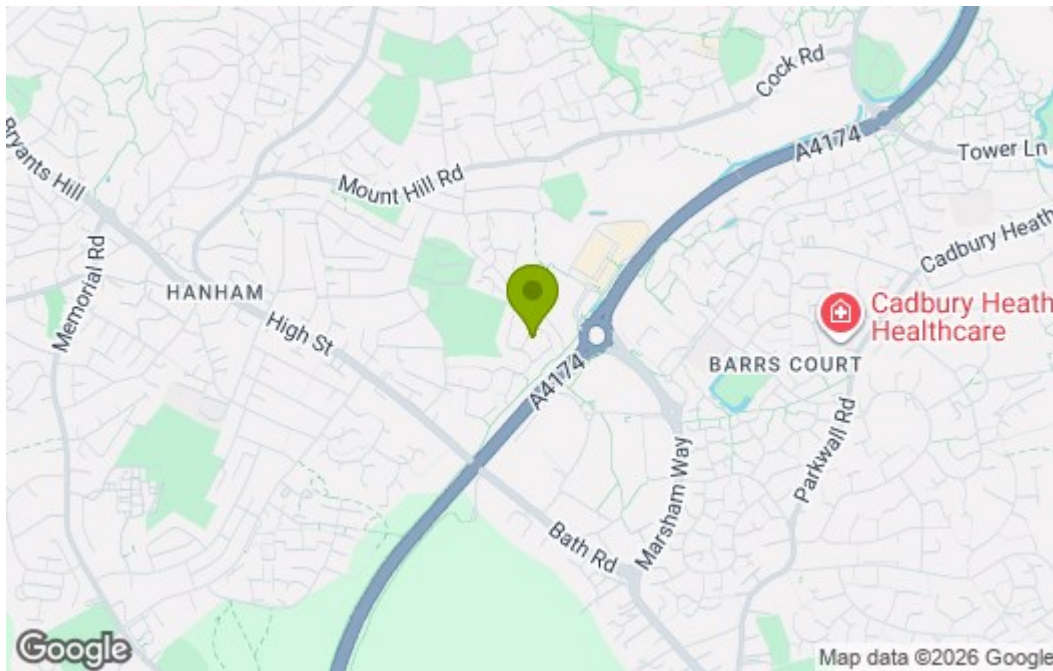 Cock Rd
A4174
Tower Ln
Bryants Hill
Mount Hill Rd
Cadbury Heath
Memorial Rd
HANHAM
High St
Cadbury Heath
Healthcare
BARRS COURT
A4174
Parkwall Rd
Marsham Way
Bath Rd
Google
Map data ©2026 Google